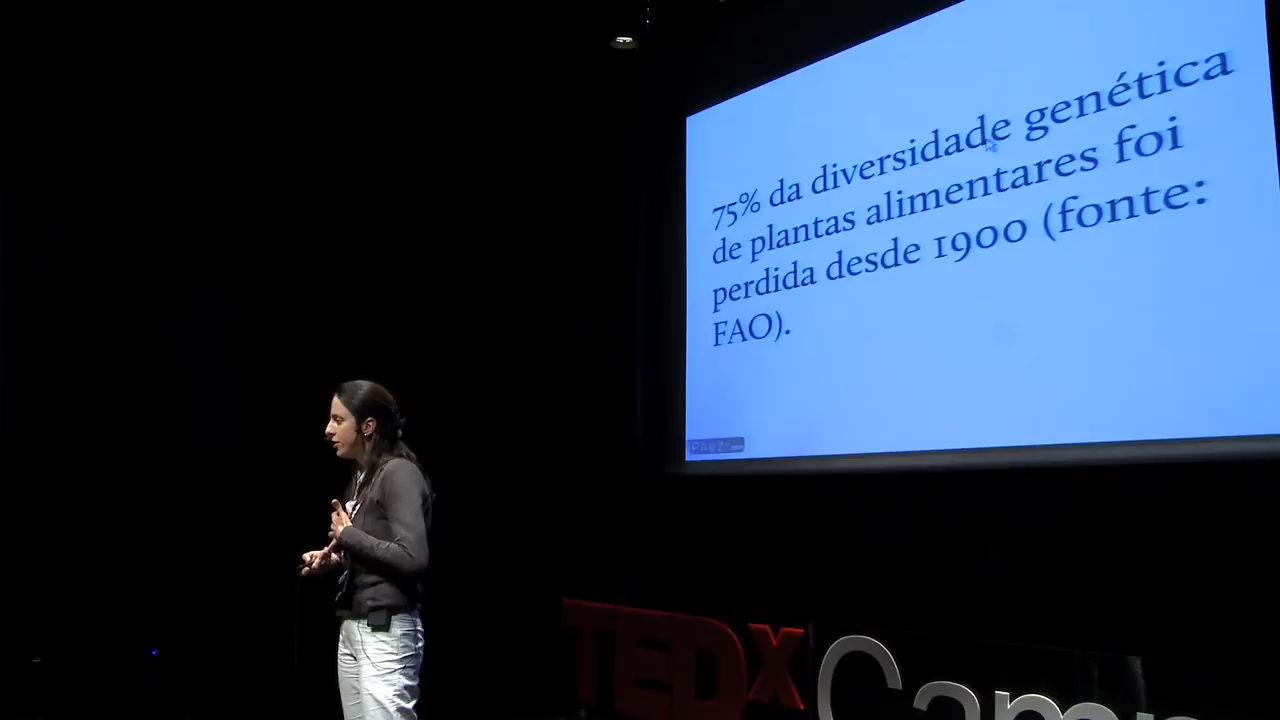 75% da diversidade genética
de plantas alimentares foi
perdida desde 1900 (fonte:
FAO).
TEDx